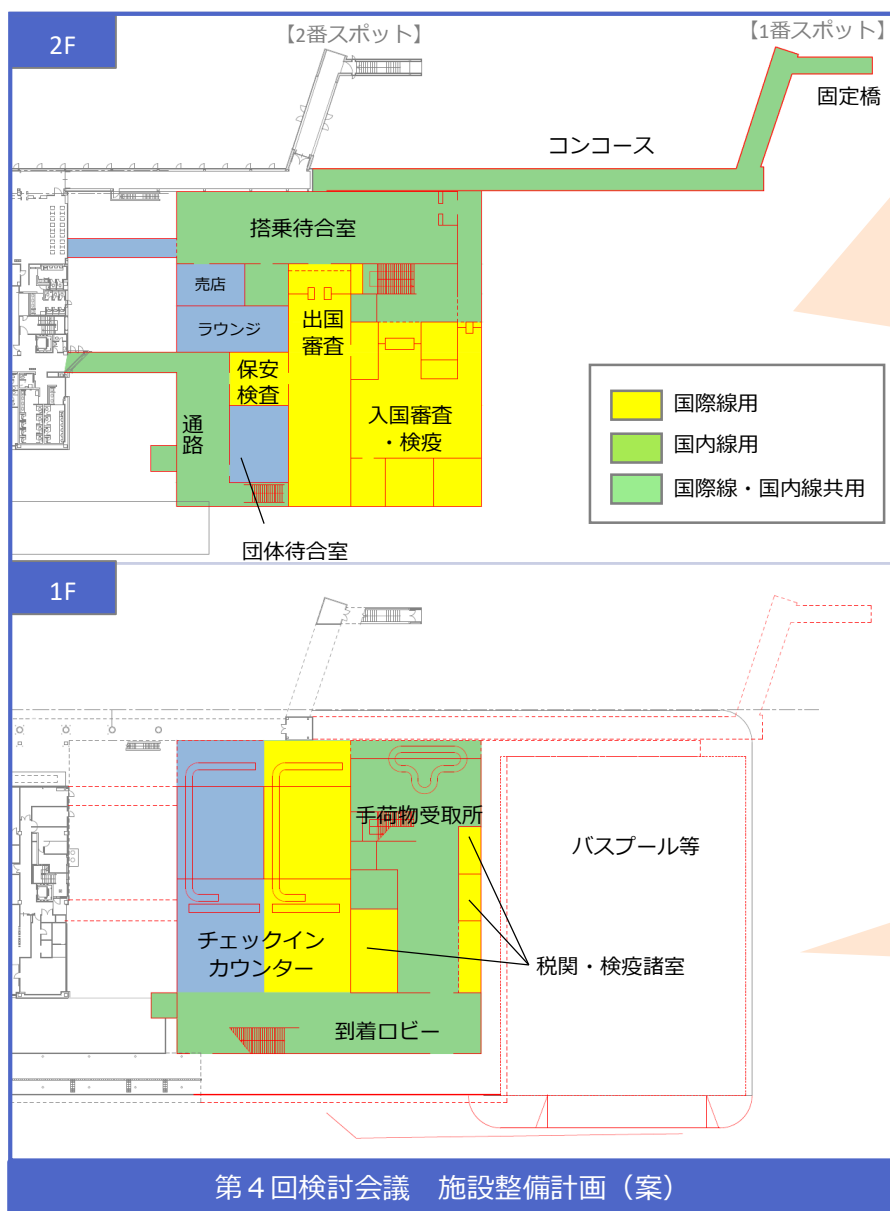 2F
【2番スポット】
【1番スポット】
固定橋
コンコース
搭乗待合室
売店
ラウンジ
出国
審査
保安
検査
通路
入国審査
・検疫
団体待合室
国際線用
国内線用
国際線・国内線共用
1F
手荷物受取所
バスプール等
チェックイン
カウンター
税関・検疫諸室
到着ロビー
第4回検討会議 施設整備計画（案）